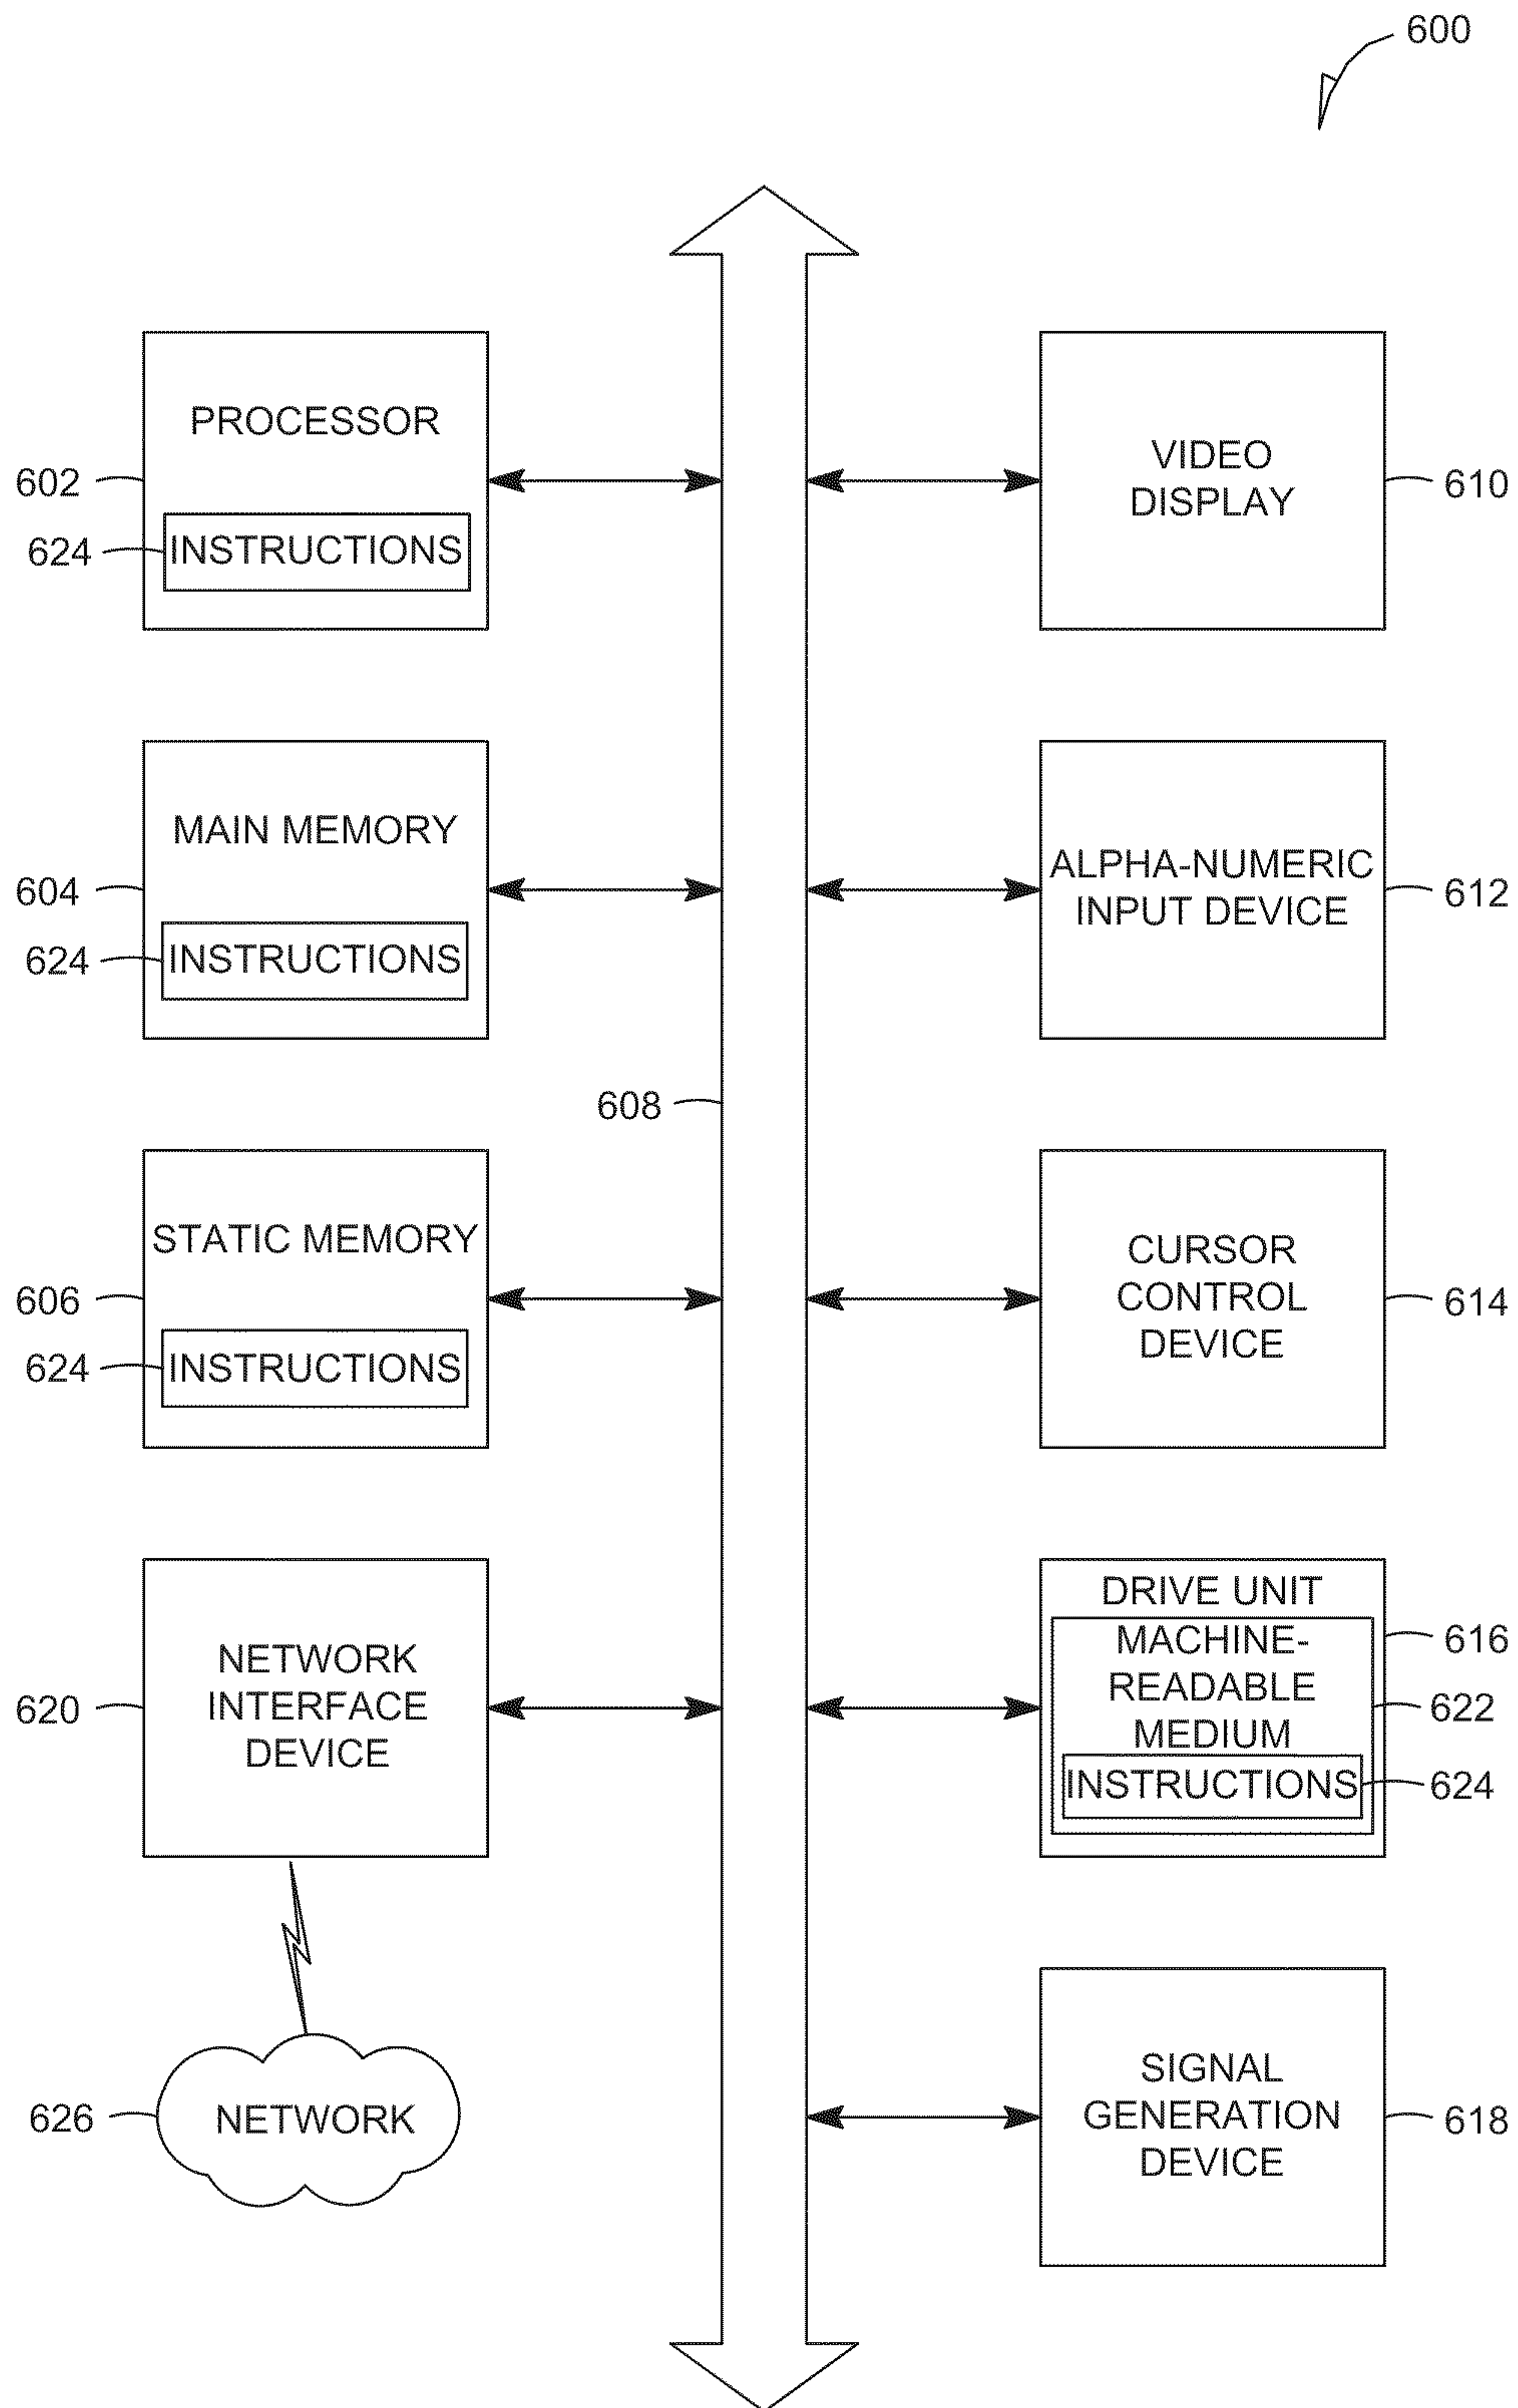 600
PROCESSOR
602
624
INSTRUCTIONS
VIDEO
DISPLAY
610
MAIN MEMORY
604
624
INSTRUCTIONS
ALPHA-NUMERIC
INPUT DEVICE
612
608
STATIC MEMORY
606
624
INSTRUCTIONS
CURSOR
CONTROL
DEVICE
614
NETWORK
INTERFACE
DEVICE
620
DRIVE UNIT
616
MACHINE-
READABLE
MEDIUM
622
INSTRUCTIONS
624
NETWORK
626
SIGNAL
GENERATION
DEVICE
618